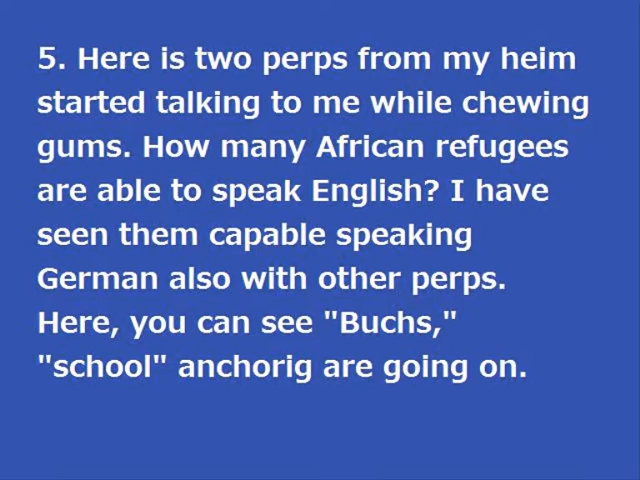 5. Here is two perps from my heim
started talking to me while chewing
gums. How many African refugees
are able to speak English? I have
seen them capable speaking
German also with other perps.
Here, you can see "Buchs,"
"school" anchorig are going on.